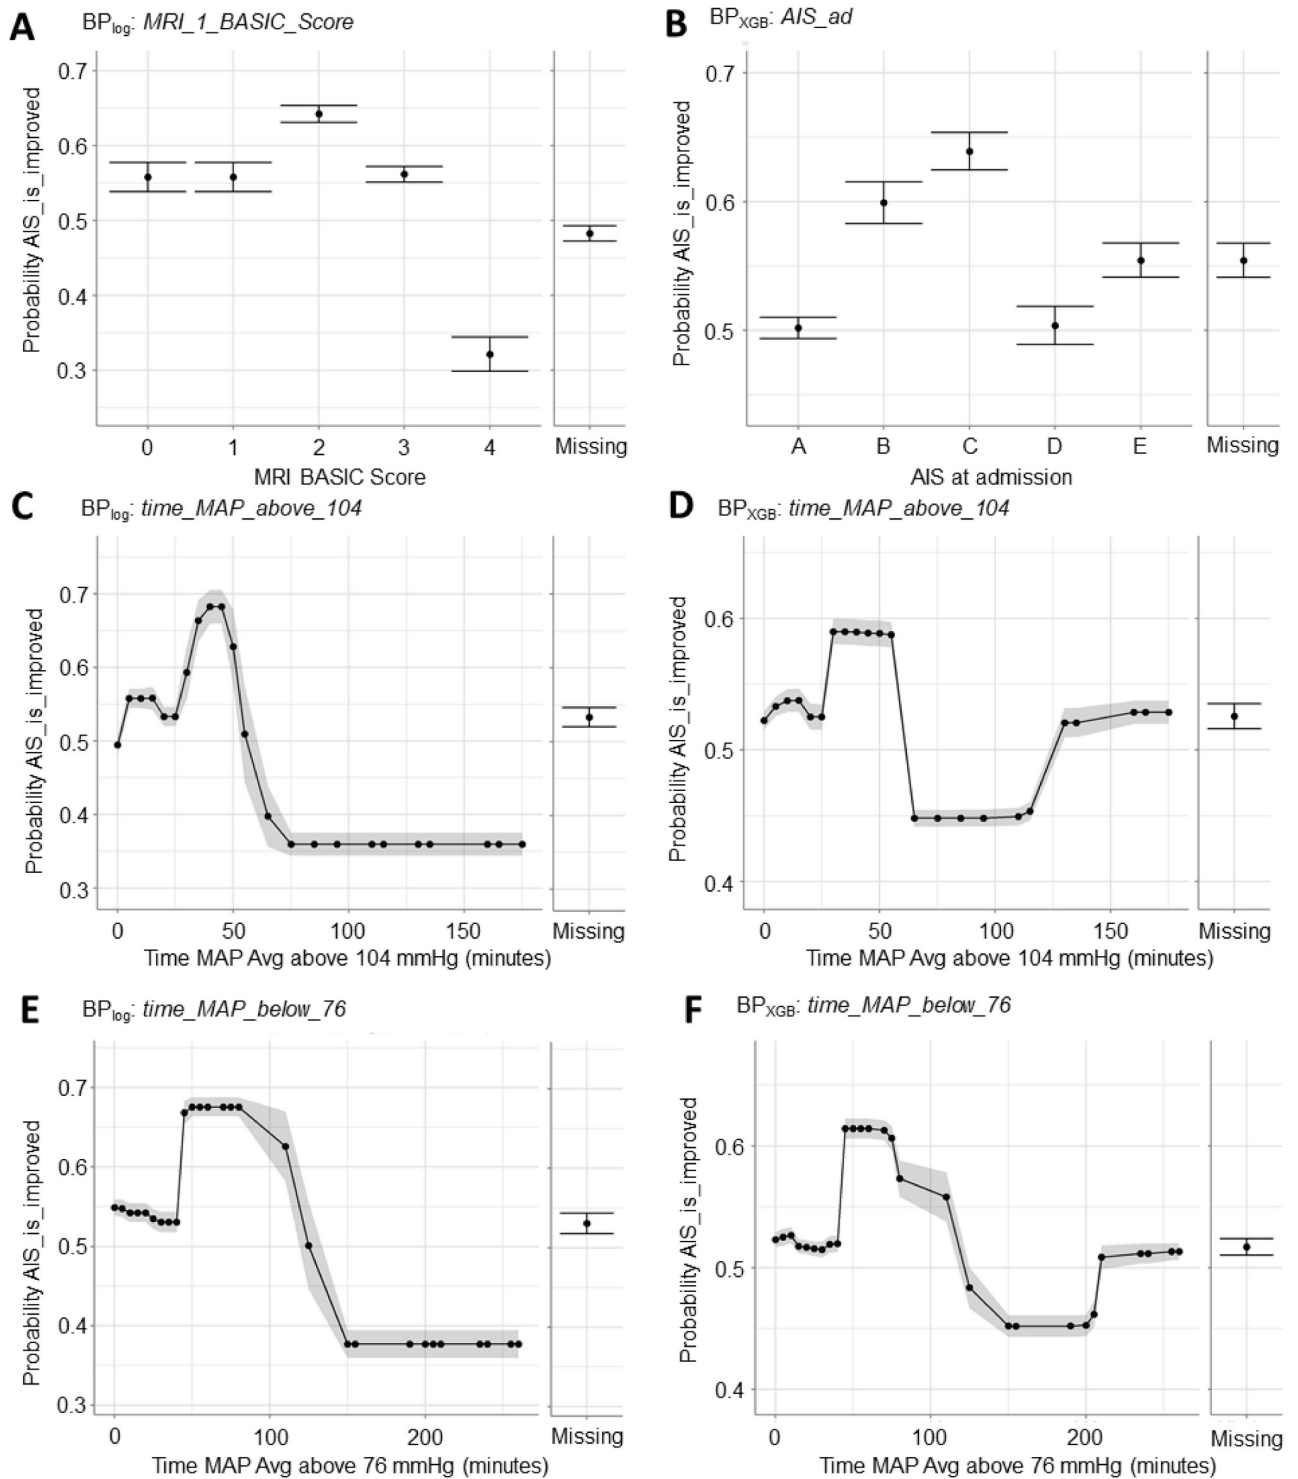 A BP_log: MRI_1_BASIC_Score
Probability AIS_is_improved
0.7
0.6
0.5
0.4
0.3
0 1 2 3 4 Missing
MRI BASIC Score
B BP_XGB: AIS_ad
Probability AIS_is_improved
0.7
0.6
0.5
A B C D E Missing
AIS at admission
C BP_log: time_MAP_above_104
Probability AIS_is_improved
0.7
0.6
0.5
0.4
0.3
0 50 100 150 Missing
Time MAP Avg above 104 mmHg (minutes)
D BP_XGB: time_MAP_above_104
Probability AIS_is_improved
0.6
0.5
0.4
0 50 100 150 Missing
Time MAP Avg above 104 mmHg (minutes)
E BP_log: time_MAP_below_76
Probability AIS_is_improved
0.7
0.6
0.5
0.4
0.3
0 100 200 Missing
Time MAP Avg above 76 mmHg (minutes)
F BP_XGB: time_MAP_below_76
Probability AIS_is_improved
0.6
0.5
0.4
0 100 200 Missing
Time MAP Avg above 76 mmHg (minutes)